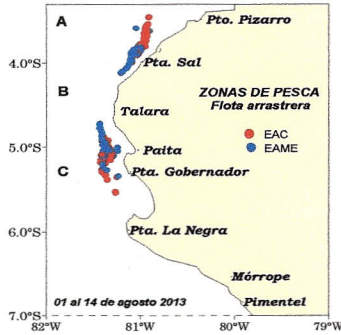 A
Pto. Pizarro
4.0°S
Pta. Sal
B
ZONAS DE PESCA
Flota arrastrera
Talara
EAC
EAME
5.0°S
Paita
C
Pta. Gobernador
6.0°S
Pta. La Negra
Mórrope
01 al 14 de agosto 2013
Pimentel
7.0°S
82°W
81°W
80°W
79°W